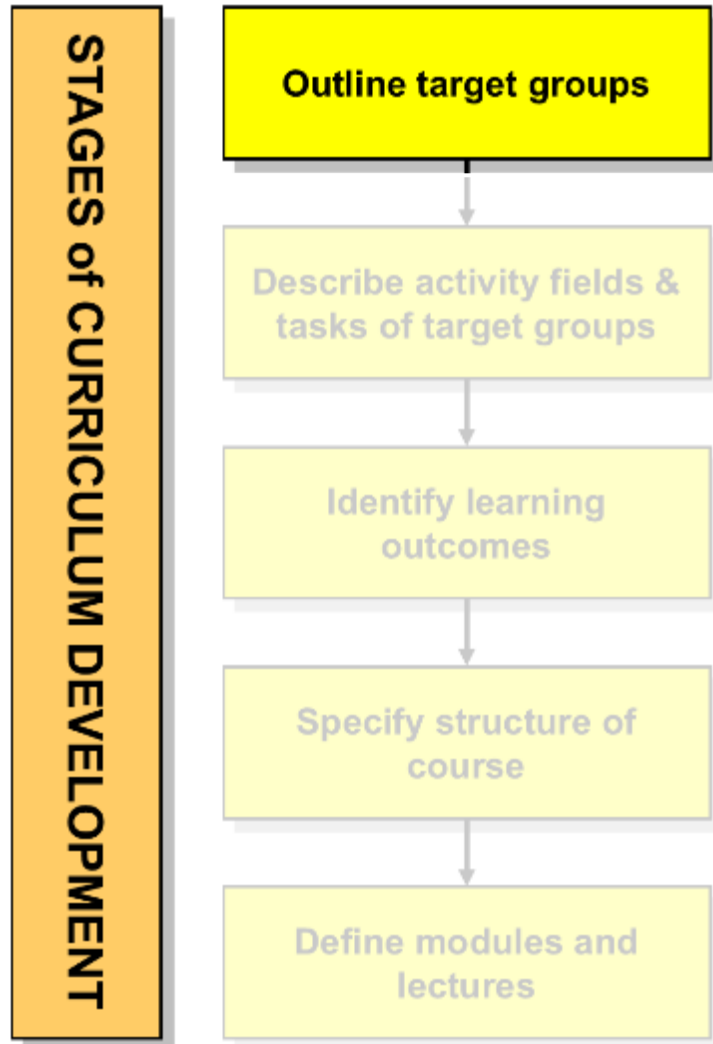 STAGES of CURRICULUM DEVELOPMENT
Outline target groups
Describe activity fields &
tasks of target groups
Identify learning
outcomes
Specify structure of
course
Define modules and
lectures